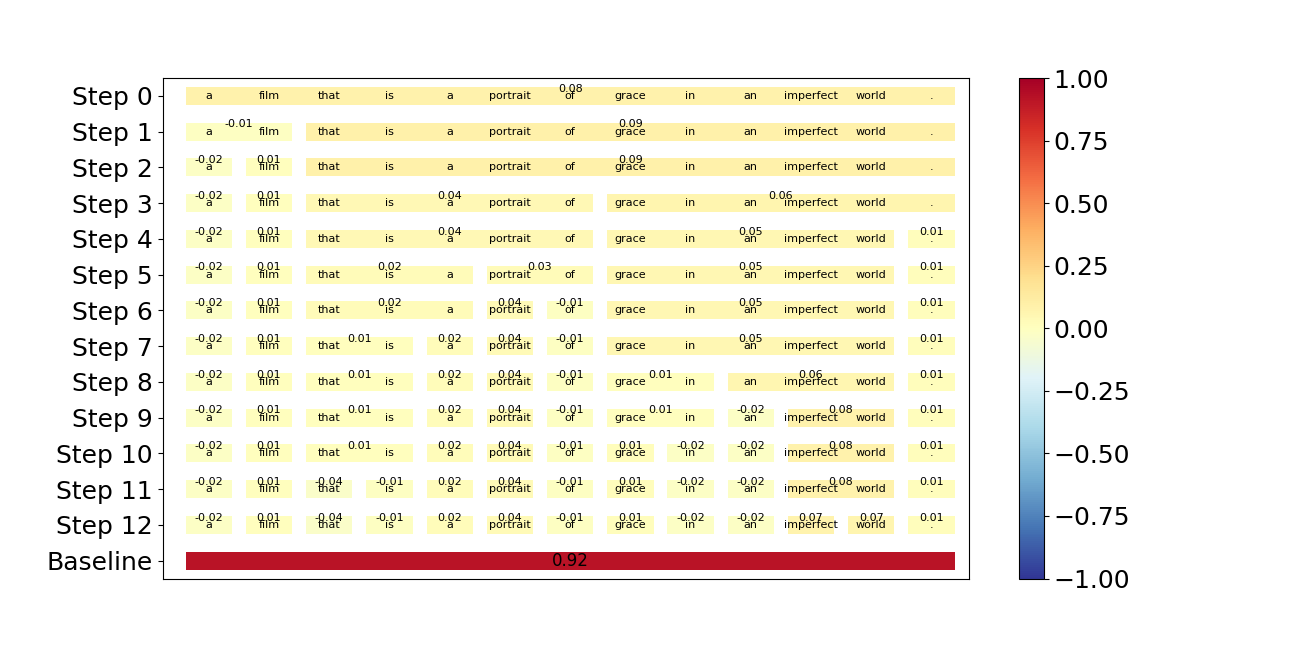 0.08
Step 0 a film that is a portrait of grace in an imperfect world . 1.00
-0.01 0.09
Step 1 a film that is a portrait of grace in an imperfect world .
0.75
-0.02 0.01 0.09
Step 2 a film that is a portrait of grace in an imperfect world .
-0.02 0.01 0.04 0.06
Step 3 a film that is a portrait of grace in an imperfect world . 0.50
-0.02 0.01 0.04 0.05 0.01
Step 4 a film that is a portrait of grace in an imperfect world .
0.25
-0.02 0.01 0.02 0.03 0.05 0.01
Step 5 a film that is a portrait of grace in an imperfect world .
-0.02 0.01 0.02 0.04 -0.01 0.05 0.01
Step 6 a film that is a portrait of grace in an imperfect world .
0.00
-0.02 0.01 0.01 0.02 0.04 -0.01 0.05 0.01
Step 7 a film that is a portrait of grace in an imperfect world .
-0.02 0.01 0.01 0.02 0.04 -0.01 0.01 0.06 0.01
Step 8 a film that is a portrait of grace in an imperfect world .
−0.25
-0.02 0.01 0.01 0.02 0.04 -0.01 0.01 -0.02 0.08 0.01
Step 9 a film that is a portrait of grace in an imperfect world .
-0.02 0.01 0.01 0.02 0.04 -0.01 0.01 -0.02 -0.02 0.08 0.01
Step 10 a film that is a portrait of grace in an imperfect world . −0.50
-0.02 0.01 -0.04 -0.01 0.02 0.04 -0.01 0.01 -0.02 -0.02 0.08 0.01
Step 11 a film that is a portrait of grace in an imperfect world .
-0.02 0.01 -0.04 -0.01 0.02 0.04 -0.01 0.01 -0.02 -0.02 0.07 0.07 0.01
Step 12 a film that is a portrait of grace in an imperfect world . −0.75
Baseline 0.92
−1.00